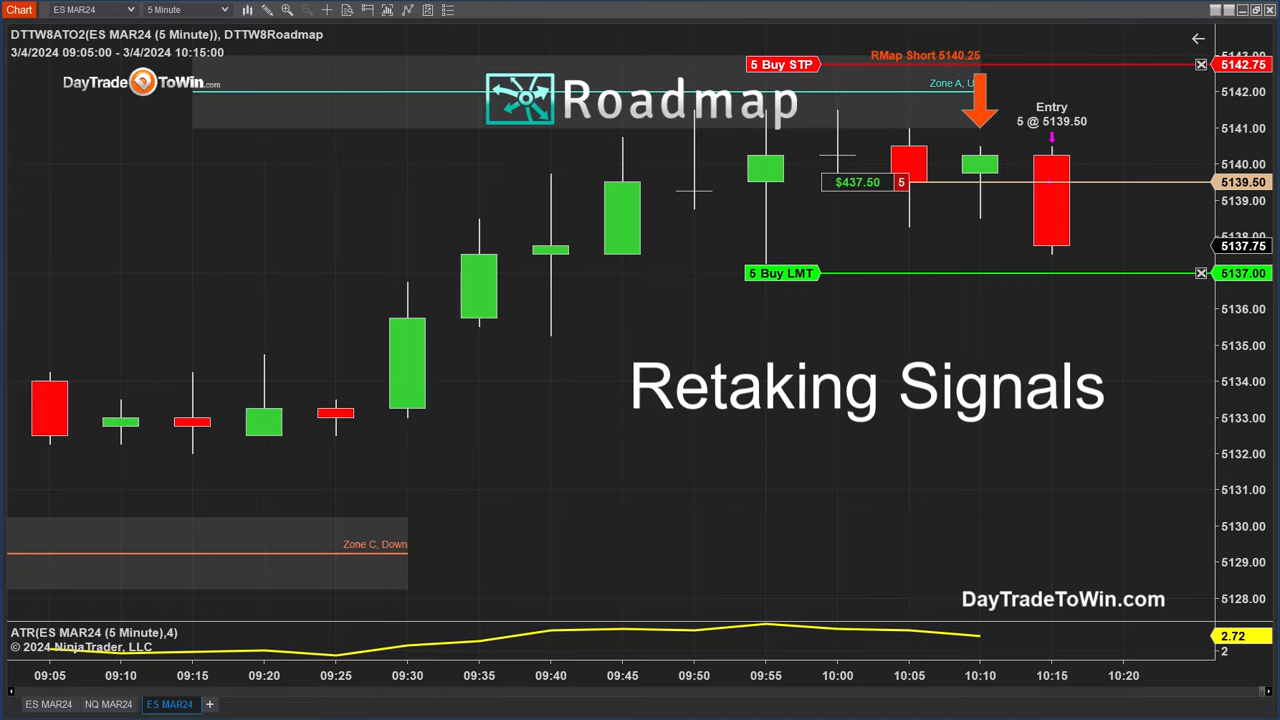 Chart
ES MAR24
5 Minute
DTTW8ATO2(ES MAR24 (5 Minute)), DTTW8Roadmap
3/4/2024 09:05:00 - 3/4/2024 10:15:00
DayTradeToWin.com
Roadmap
5 Buy STP
RMap Short 5140.25
Zone A, U
Entry
5 @ 5139.50
$437.50 5
5 Buy LMT
Retaking Signals
Zone C, Down
DayTradeToWin.com
5143.00
5142.75
5142.00
5141.00
5140.00
5139.50
5139.00
5138.00
5137.75
5137.00
5136.00
5135.00
5134.00
5133.00
5132.00
5131.00
5130.00
5129.00
5128.00
ATR(ES MAR24 (5 Minute),4)
© 2024 NinjaTrader, LLC
2.72
2
09:05 09:10 09:15 09:20 09:25 09:30 09:35 09:40 09:45 09:50 09:55 10:00 10:05 10:10 10:15 10:20
ES MAR24 NQ MAR24 ES MAR24 +